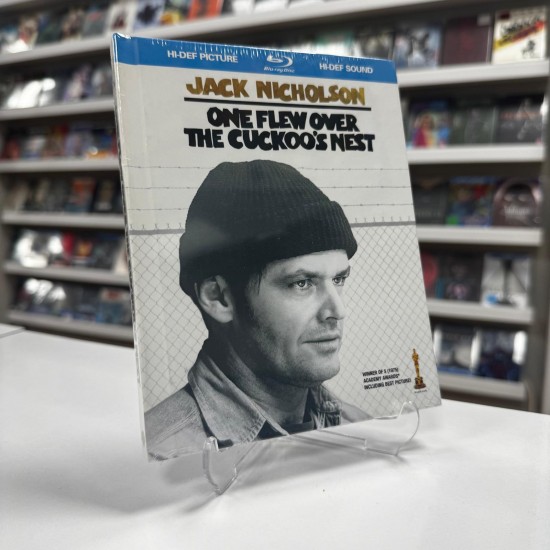 HI-DEF PICTURE
Blu-ray Disc
HI-DEF SOUND
JACK NICHOLSON
ONE FLEW OVER
THE CUCKOO'S NEST
WINNER OF 5 (1975)
ACADEMY AWARDS®
INCLUDING BEST PICTURE!